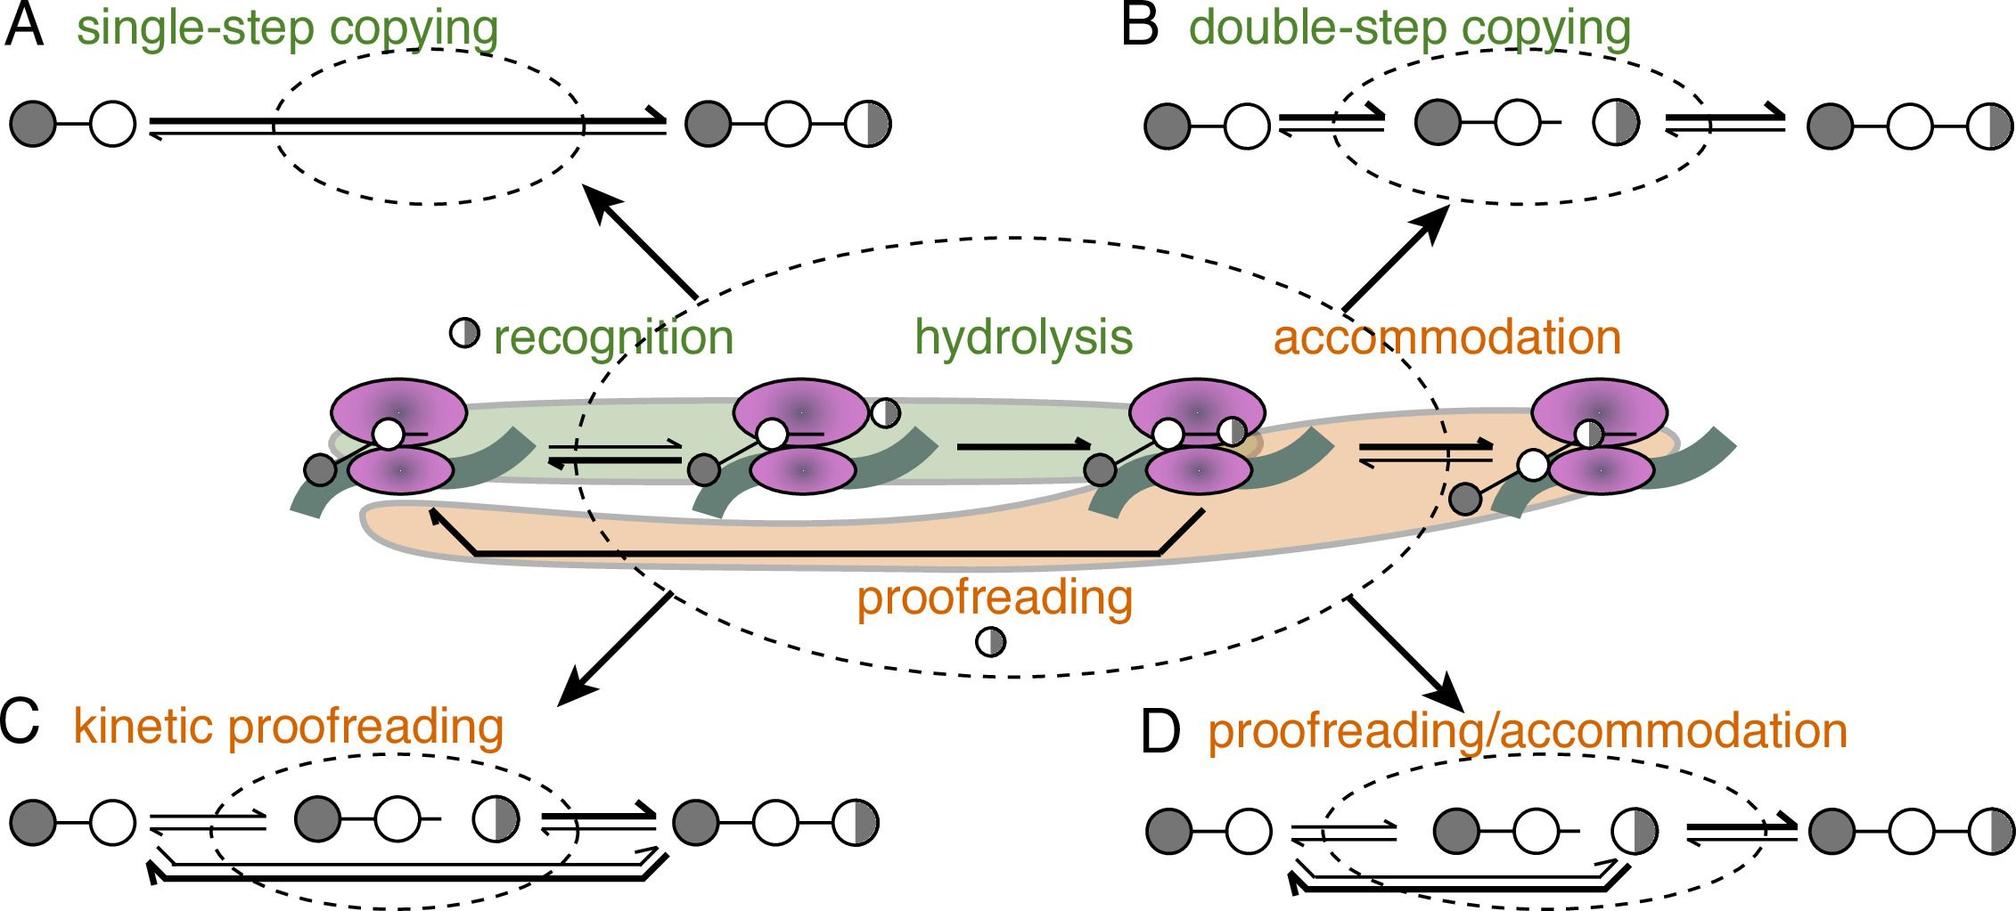 A single-step copying
B double-step copying
recognition
hydrolysis
accommodation
proofreading
C kinetic proofreading
D proofreading/accommodation